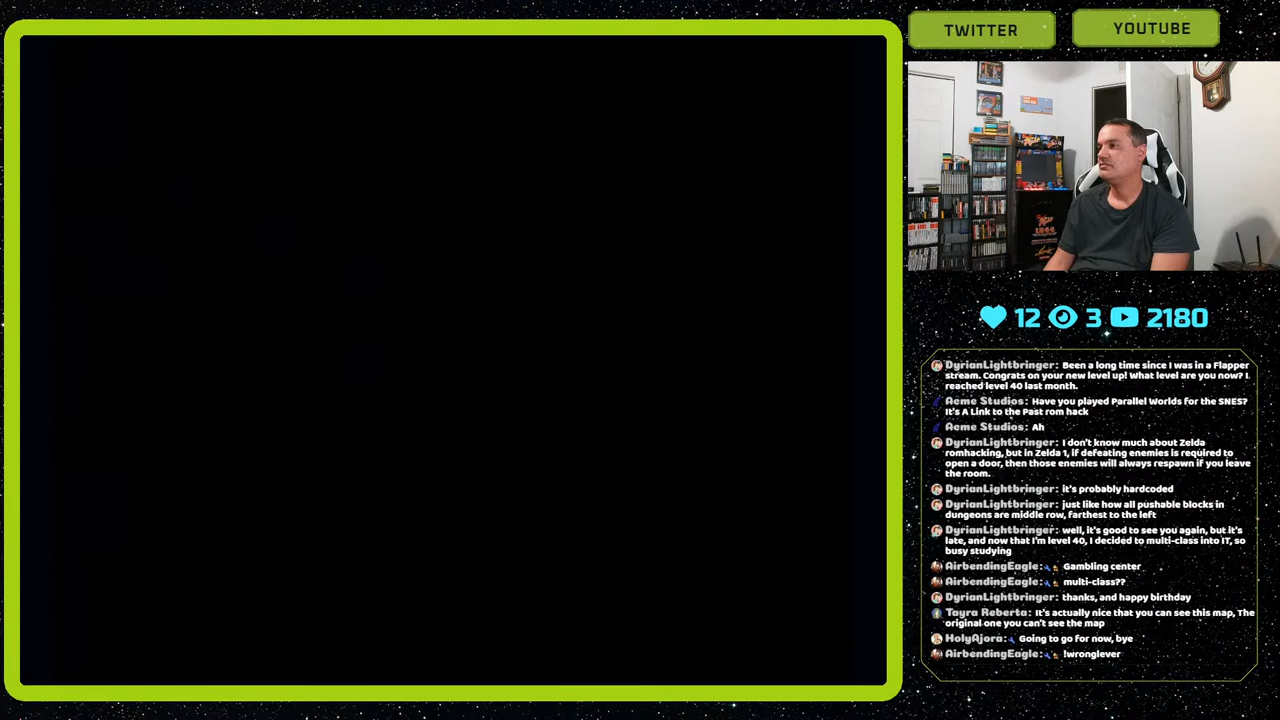 TWITTER
YOUTUBE
12 3 2180
DyrianLightbringer: Been a long time since I was in a Flapper
stream. Congrats on your new level up! What level are you now? I
reached level 40 last month.
Acme Studios: Have you played Parallel Worlds for the SNES?
It's A Link to the Past rom hack
Acme Studios: Ah
DyrianLightbringer: I don't know much about Zelda
romhacking, but in Zelda 1, if defeating enemies is required to
open a door, then those enemies will always respawn if you leave
the room.
DyrianLightbringer: it's probably hardcoded
DyrianLightbringer: just like how all pushable blocks in
dungeons are middle row, farthest to the left
DyrianLightbringer: well, it's good to see you again, but it's
late, and now that I'm level 40, I decided to multi-class into IT, so
busy studying
AirbendingEagle: Gambling center
AirbendingEagle: multi-class??
DyrianLightbringer: thanks, and happy birthday
Tayra Roberta: It's actually nice that you can see this map, The
original one you can't see the map
HolyAjora: Going to go for now, bye
AirbendingEagle: !wronglever